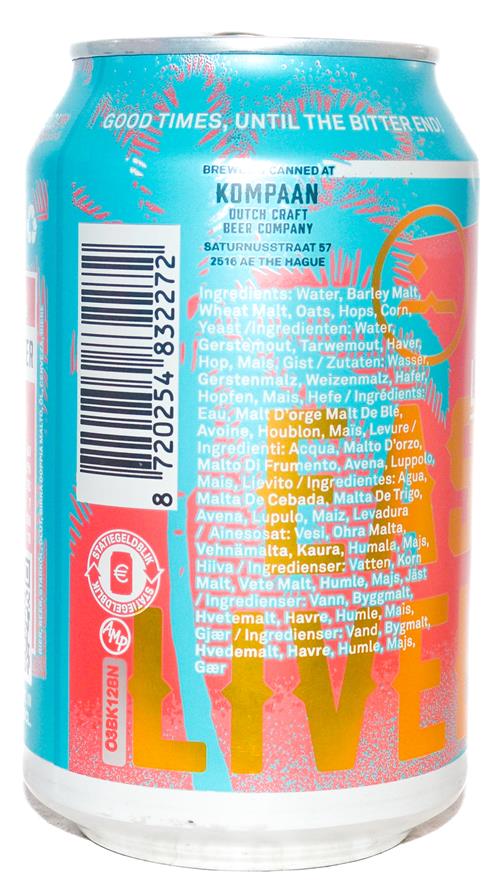 GOOD TIMES, UNTIL THE BITTER END!
CANNED AT
KOMPAAN
DUTCH CRAFT
BEER COMPANY
SATURNUSSTRAAT 57
2516 AE THE HAGUE
Ingredients: Water, Barley Malt,
Wheat Malt, Oats, Hops, Corn,
Yeast / Ingredienten: Water,
Gerstemout, Tarwemout, Haver,
Hop, Maïs, Gist / Zutaten: Wasser,
Gerstenmalz, Weizenmalz, Hafer,
Hopfen, Mais, Hefe / Ingrédients:
Eau, Malt D'orge Malt De Blé,
Avoine, Houblon, Maïs, Levure /
Ingredienti: Acqua, Malto D'orzo,
Malto Di Frumento, Avena, Luppolo,
Mais, Lievito / Ingredientes: Agua,
Malta De Cebada, Malta De Trigo,
Avena, Lupulo, Maiz, Levadura
/ Ainesosat: Vesi, Ohra Malta,
Vehnämalta, Kaura, Humala, Majs,
Hiiva / Ingredienser: Vatten, Korn
Malt, Vete Malt, Humle, Majs, Jäst
/ Ingredienser: Vann, Byggmalt,
Hvetemalt, Havre, Humle, Mais,
Gjær / Ingredienser: Vand, Bygmalt,
Hvedemalt, Havre, Humle, Majs,
Gær
8 720254 832272
STATIEGELDBLIK
€
STATIEGELDBLIK
AMP
03BK12BN
LIVE